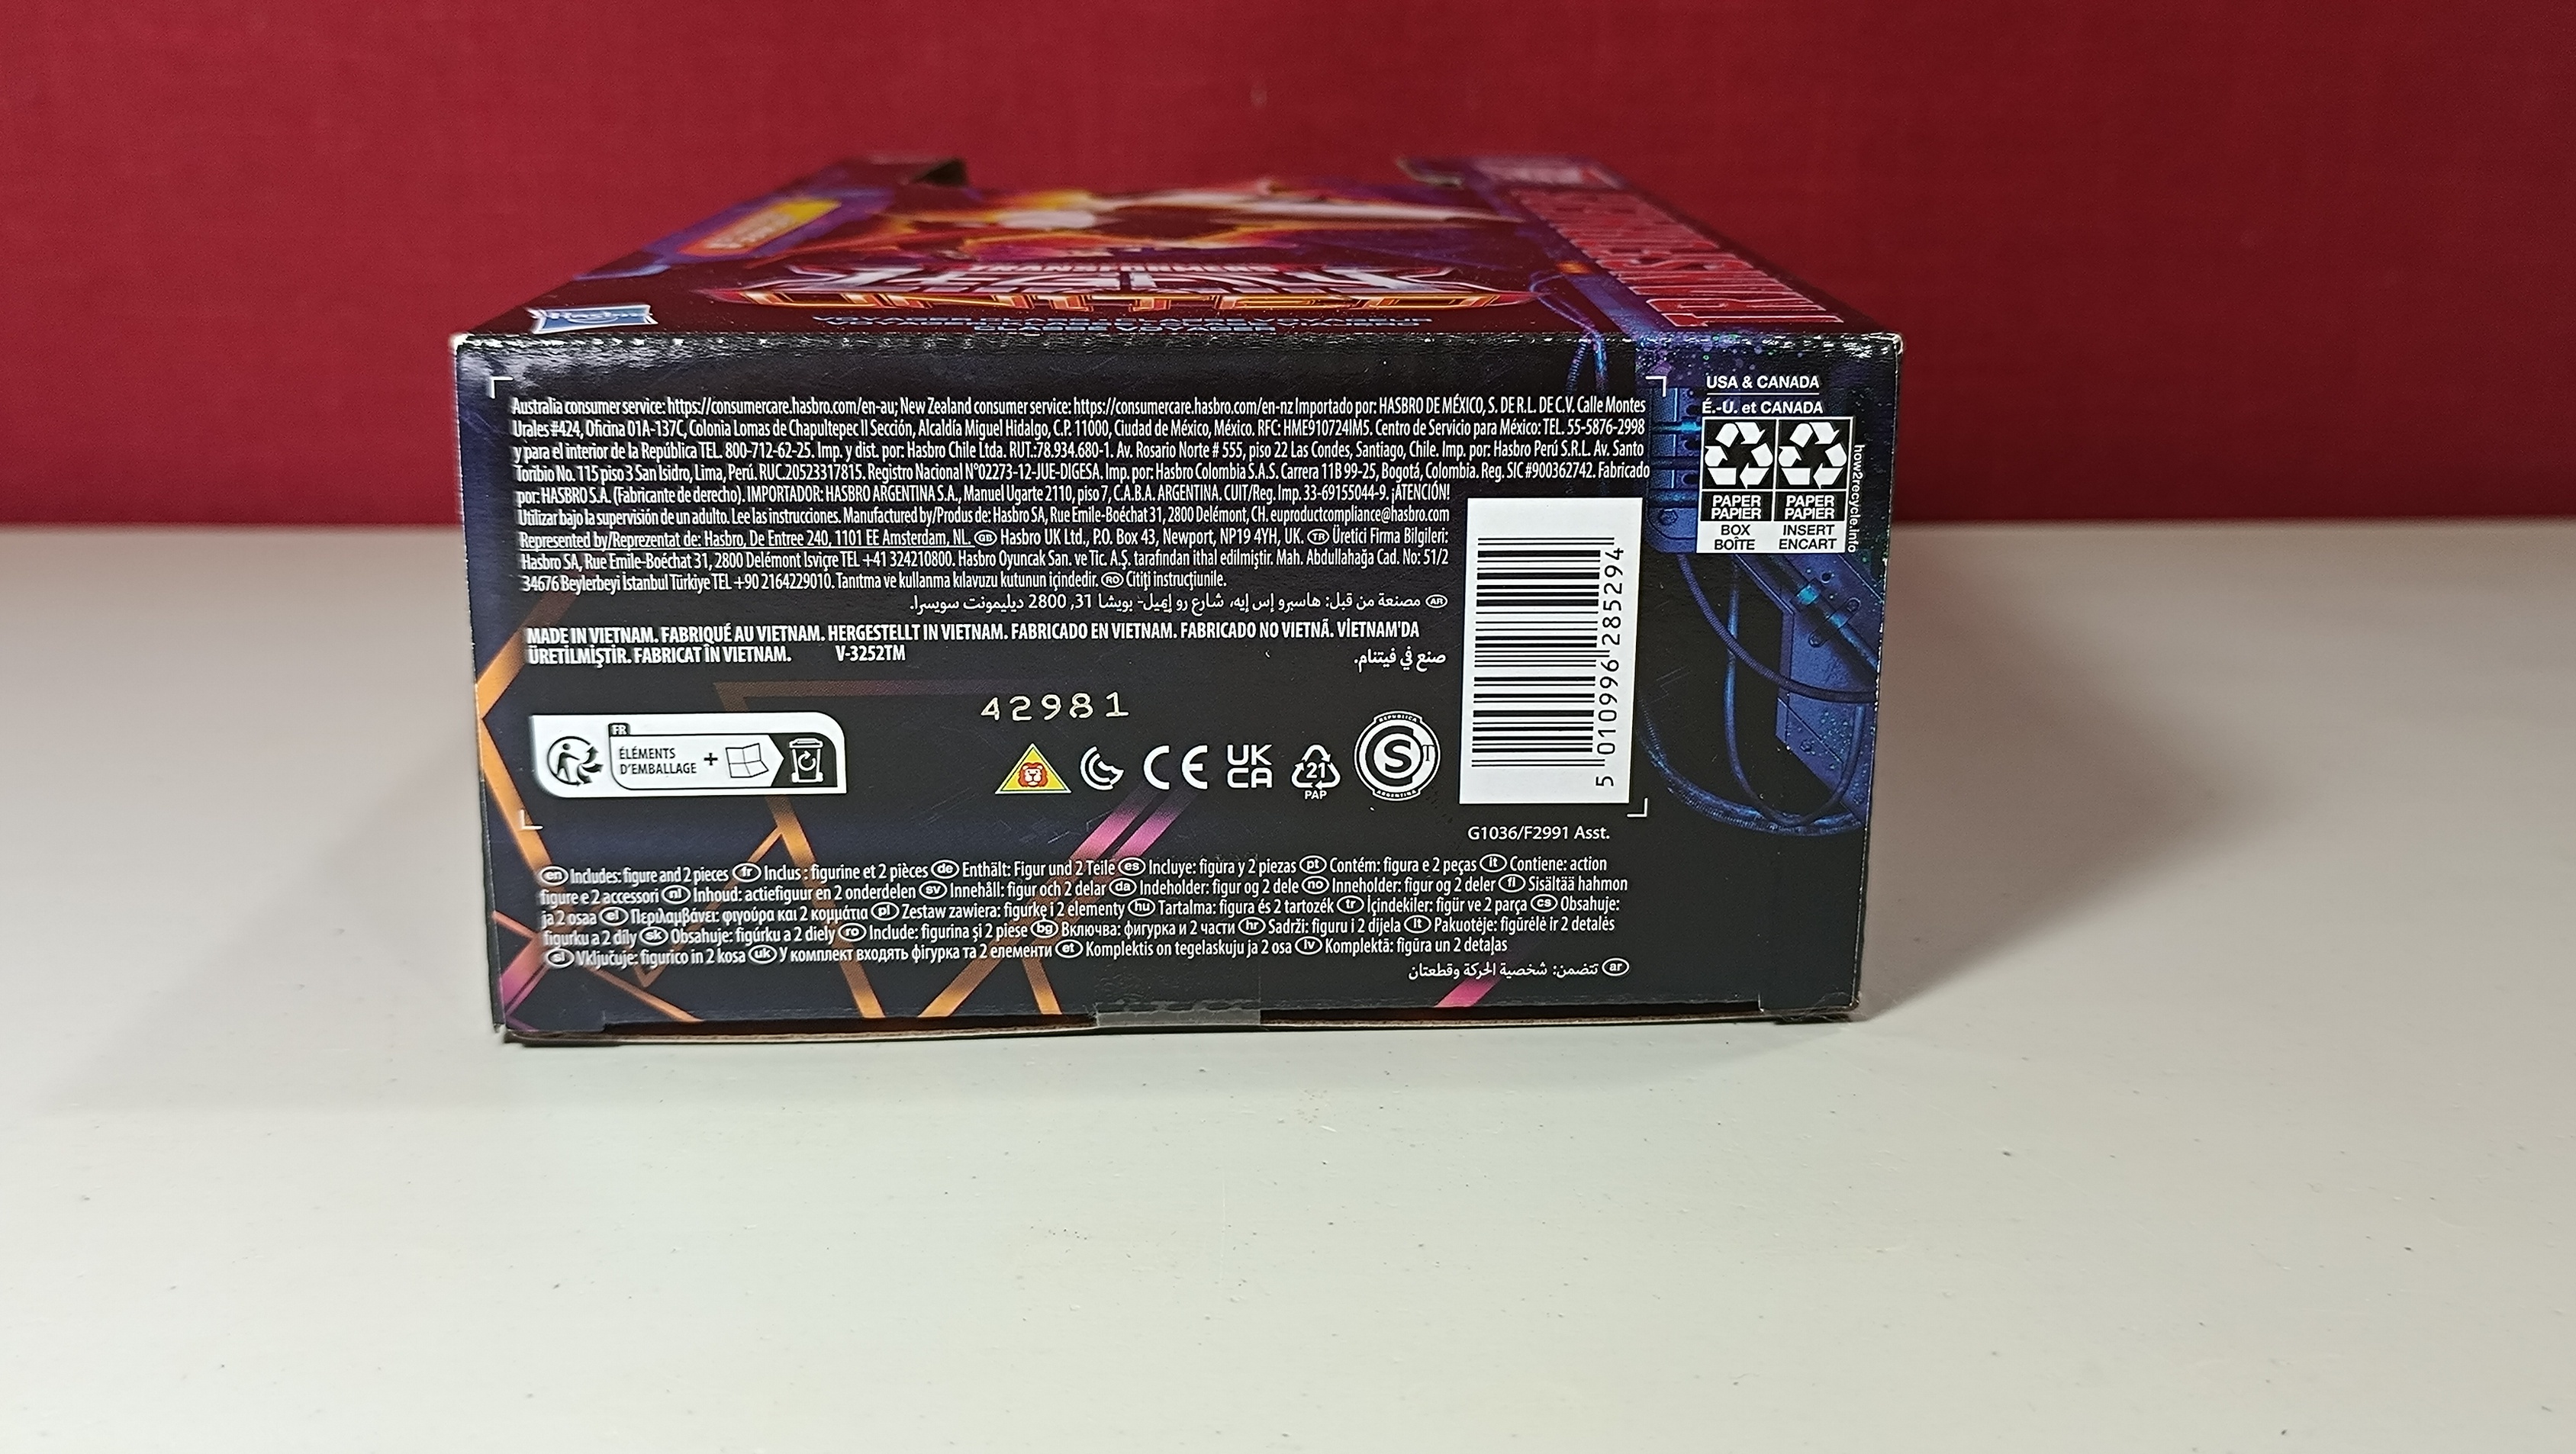 TRANSFORMERS
UNITED
Hasbro
USA & CANADA
É.-U. et CANADA
PAPER PAPER
PAPIER PAPIER
BOX INSERT
BOÎTE ENCART
how2recycle.info
Australia consumer service: https://consumercare.hasbro.com/en-au; New Zealand consumer service: https://consumercare.hasbro.com/en-nz Importado por: HASBRO DE MÉXICO, S. DE R.L. DE C.V. Calle Montes
Urales #424, Oficina 01A-137C, Colonia Lomas de Chapultepec II Sección, Alcaldía Miguel Hidalgo, C.P. 11000, Ciudad de México, México. RFC: HME910724IM5. Centro de Servicio para México: TEL. 55-5876-2998
y para el interior de la República TEL. 800-712-62-25. Imp. y dist. por: Hasbro Chile Ltda. RUT.:78.934.680-1. Av. Rosario Norte # 555, piso 22 Las Condes, Santiago, Chile. Imp. por: Hasbro Perú S.R.L. Av. Santo
Toribio No. 115 piso 3 San Isidro, Lima, Perú. RUC.20523317815. Registro Nacional N°02273-12-JUE-DIGESA. Imp. por: Hasbro Colombia S.A.S. Carrera 11B 99-25, Bogotá, Colombia. Reg. SIC #900362742. Fabricado
por: HASBRO S.A. (Fabricante de derecho). IMPORTADOR: HASBRO ARGENTINA S.A., Manuel Ugarte 2110, piso 7, C.A.B.A. ARGENTINA. CUIT/Reg. Imp. 33-69155044-9. ¡ATENCIÓN!
Utilizar bajo la supervisión de un adulto. Lee las instrucciones. Manufactured by/Produs de: Hasbro SA, Rue Emile-Boéchat 31, 2800 Delémont, CH. euproductcompliance@hasbro.com
Represented by/Reprezentat de: Hasbro, De Entree 240, 1101 EE Amsterdam, NL. GB Hasbro UK Ltd., P.O. Box 43, Newport, NP19 4YH, UK. TR Üretici Firma Bilgileri:
Hasbro SA, Rue Emile-Boéchat 31, 2800 Delémont İsviçre TEL +41 324210800. Hasbro Oyuncak San. ve Tic. A.Ş. tarafından ithal edilmiştir. Mah. Abdullahağa Cad. No: 51/2
34676 Beylerbeyi İstanbul Türkiye TEL +90 2164229010. Tanıtma ve kullanma kılavuzu kutunun içindedir. RO Citiți instrucțiunile.
AR مصنعة من قبل: هاسبرو إس إيه، شارع رو إميل- بويشا 31, 2800 ديليمونت سويسرا.
MADE IN VIETNAM. FABRIQUÉ AU VIETNAM. HERGESTELLT IN VIETNAM. FABRICADO EN VIETNAM. FABRICADO NO VIETNÃ. VİETNAM'DA
ÜRETİLMİŞTİR. FABRICAT ÎN VIETNAM. V-3252TM
صنع في فيتنام.
42981
FR
ÉLÉMENTS
D'EMBALLAGE +
CE UK CA 21 PAP
REPUBLICA
S
ARGENTINA
5 010996 285294
G1036/F2991 Asst.
en Includes: figure and 2 pieces fr Inclus : figurine et 2 pièces de Enthält: Figur und 2 Teile es Incluye: figura y 2 piezas pt Contém: figura e 2 peças it Contiene: action
figure e 2 accessori nl Inhoud: actiefiguur en 2 onderdelen sv Innehåll: figur och 2 delar da Indeholder: figur og 2 dele no Inneholder: figur og 2 deler fi Sisältää hahmon
ja 2 osaa el Περιλαμβάνει: φιγούρα και 2 κομμάτια pl Zestaw zawiera: figurkę i 2 elementy hu Tartalma: figura és 2 tartozék tr İçindekiler: figür ve 2 parça cs Obsahuje:
figurku a 2 díly sk Obsahuje: figúrku a 2 diely ro Include: figurina și 2 piese bg Включва: фигурка и 2 части hr Sadrži: figuru i 2 dijela lt Pakuotėje: figūrėlė ir 2 detalės
sl Vključuje: figurico in 2 kosa uk У комплект входять фігурка та 2 елементи et Komplektis on tegelaskuju ja 2 osa lv Komplektā: figūra un 2 detaļas
ar تتضمن: شخصية الحركة وقطعتان